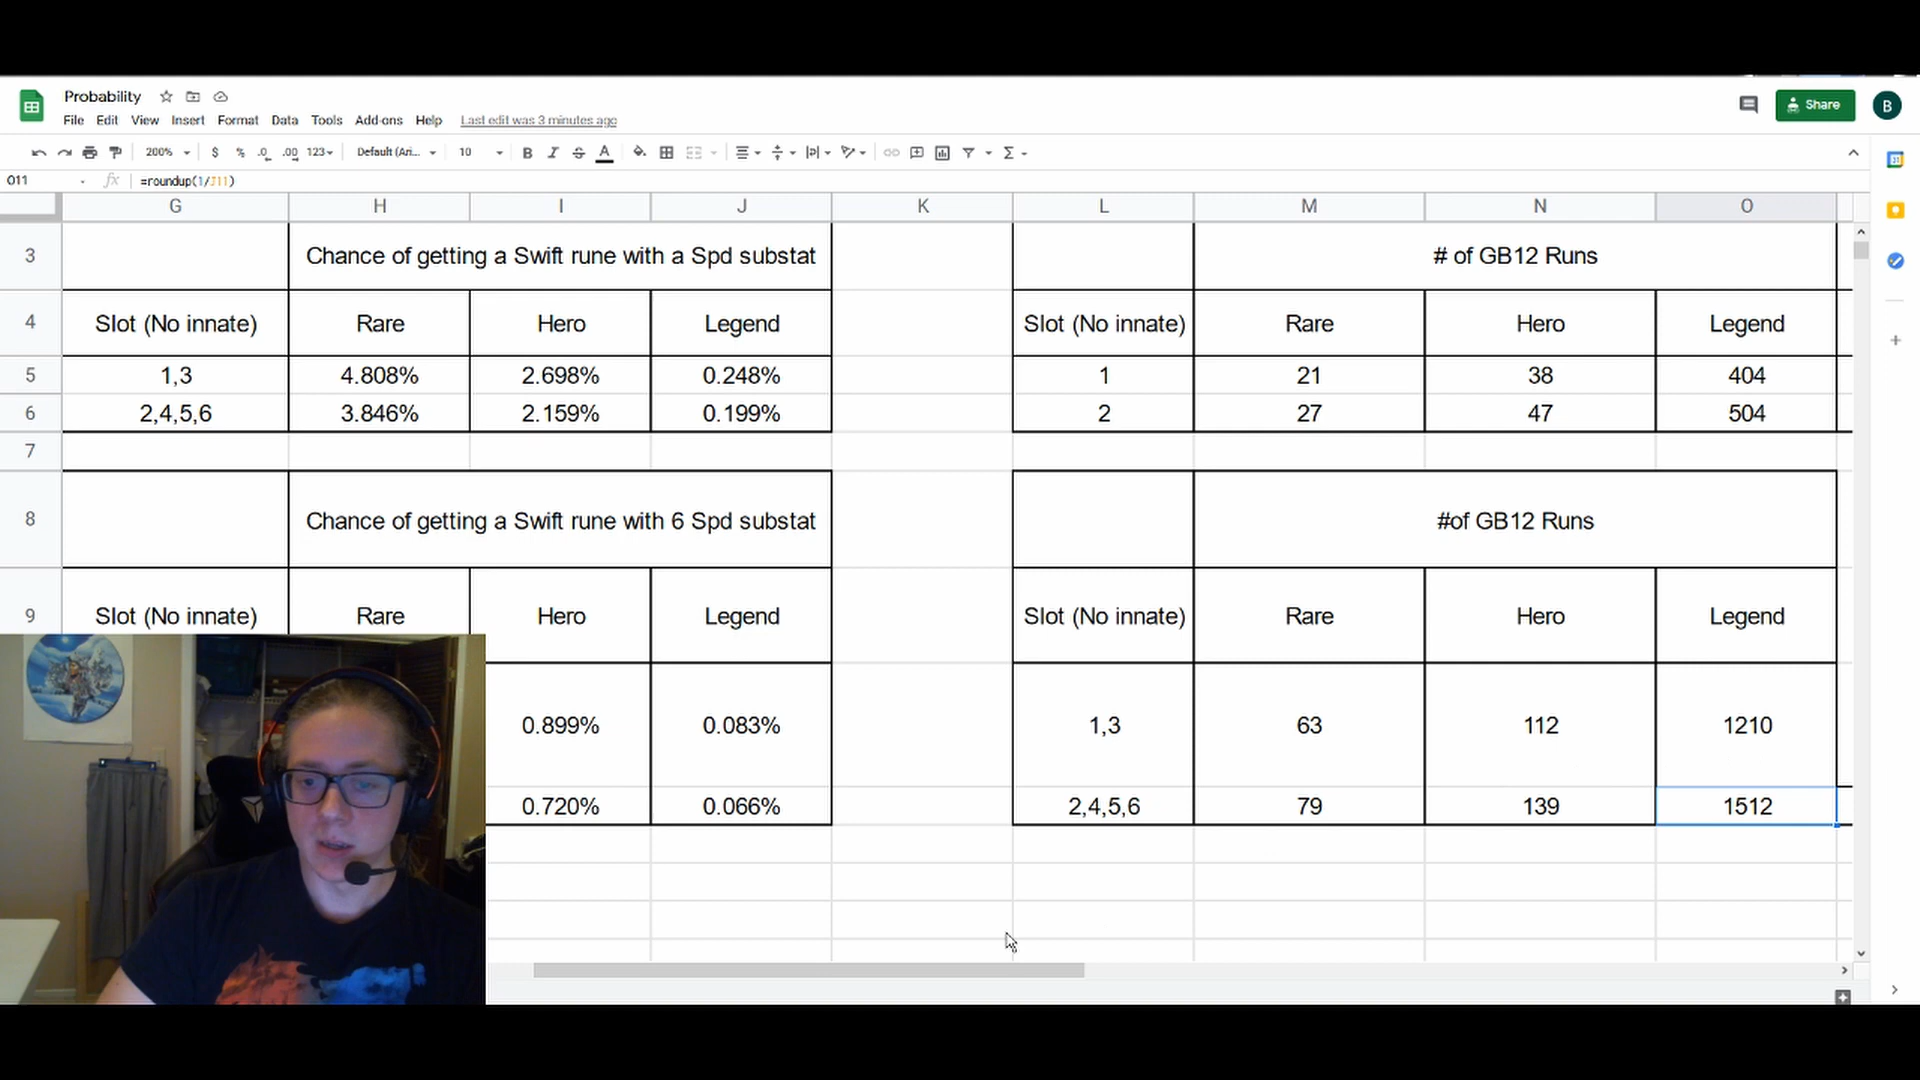 Probability
File Edit View Insert Format Data Tools Add-ons Help Last edit was 3 minutes ago
Share
B
200% $ % .0 .00 123 Default (Ari... 10 B I S A
O11 fx =roundup(1/J11)
G H I J K L M N O
3 Chance of getting a Swift rune with a Spd substat # of GB12 Runs
4 Slot (No innate) Rare Hero Legend Slot (No innate) Rare Hero Legend
5 1,3 4.808% 2.698% 0.248% 1 21 38 404
6 2,4,5,6 3.846% 2.159% 0.199% 2 27 47 504
7
8 Chance of getting a Swift rune with 6 Spd substat #of GB12 Runs
9 Slot (No innate) Rare Hero Legend Slot (No innate) Rare Hero Legend
0.899% 0.083% 1,3 63 112 1210
0.720% 0.066% 2,4,5,6 79 139 1512